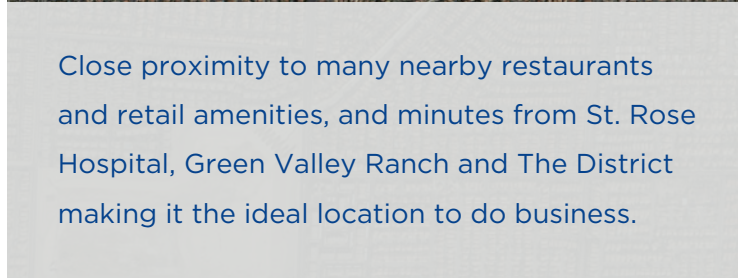 Close proximity to many nearby restaurants
and retail amenities, and minutes from St. Rose
Hospital, Green Valley Ranch and The District
making it the ideal location to do business.